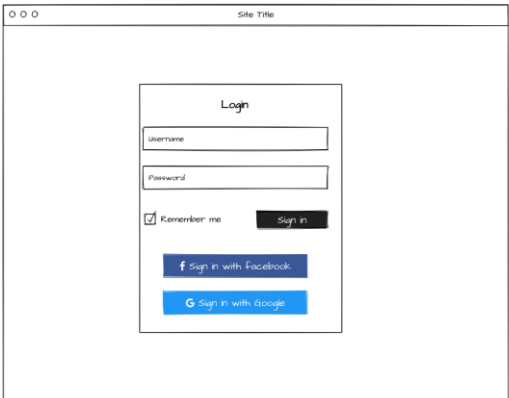 Site Title
Login
Username
Password
Remember me
Sign in
Sign in with facebook
G Sign in with Google